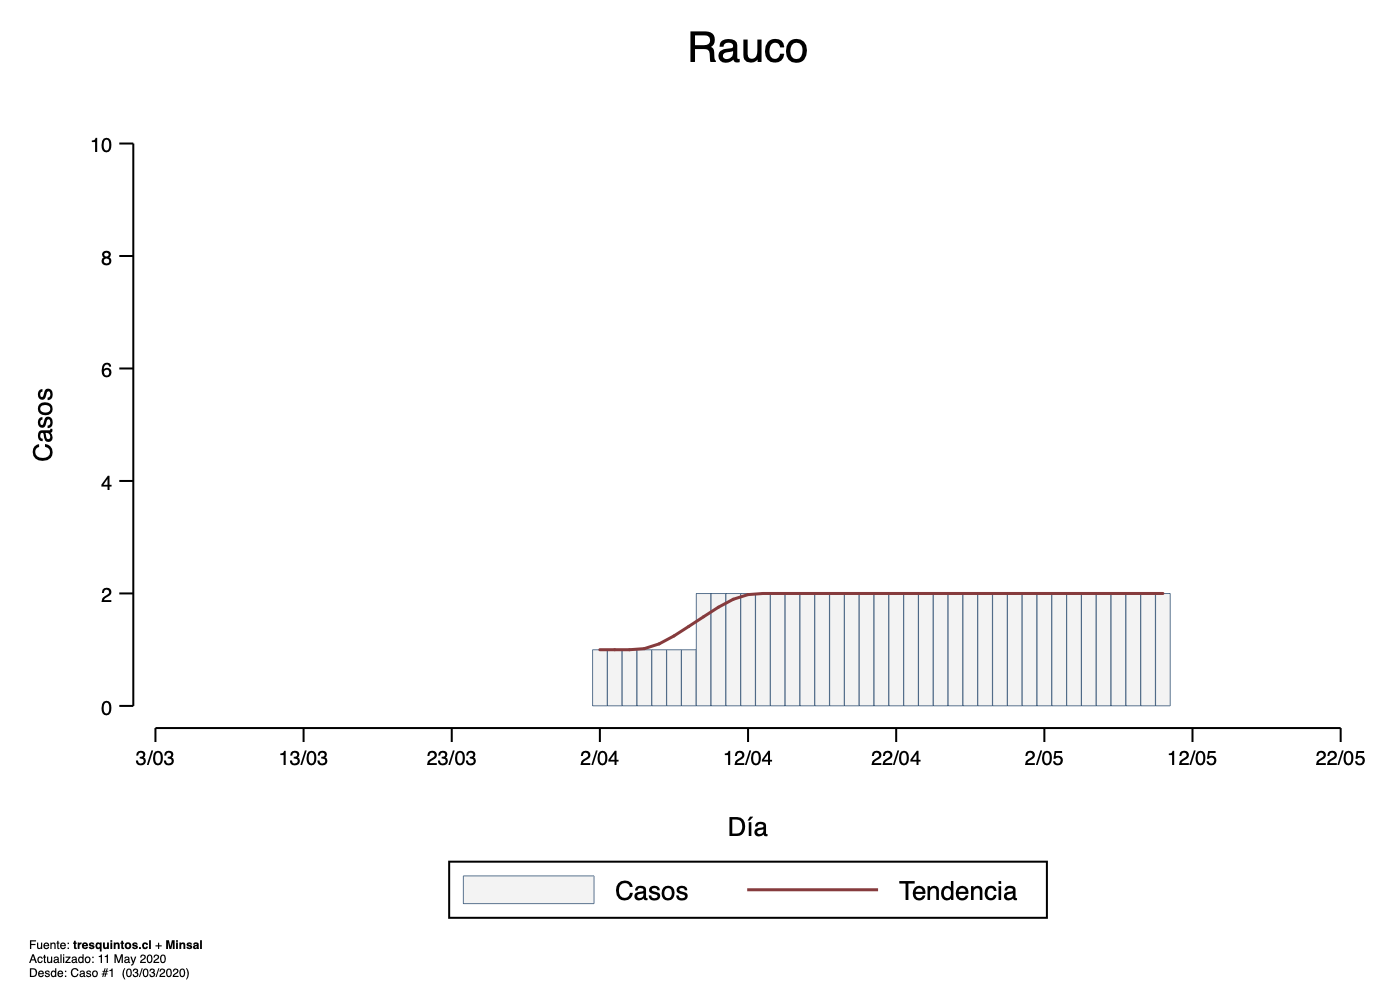 Rauco
Casos
10
8
6
4
2
0
3/03 13/03 23/03 2/04 12/04 22/04 2/05 12/05 22/05
Día
Casos Tendencia
Fuente: tresquintos.cl + Minsal
Actualizado: 11 May 2020
Desde: Caso #1 (03/03/2020)